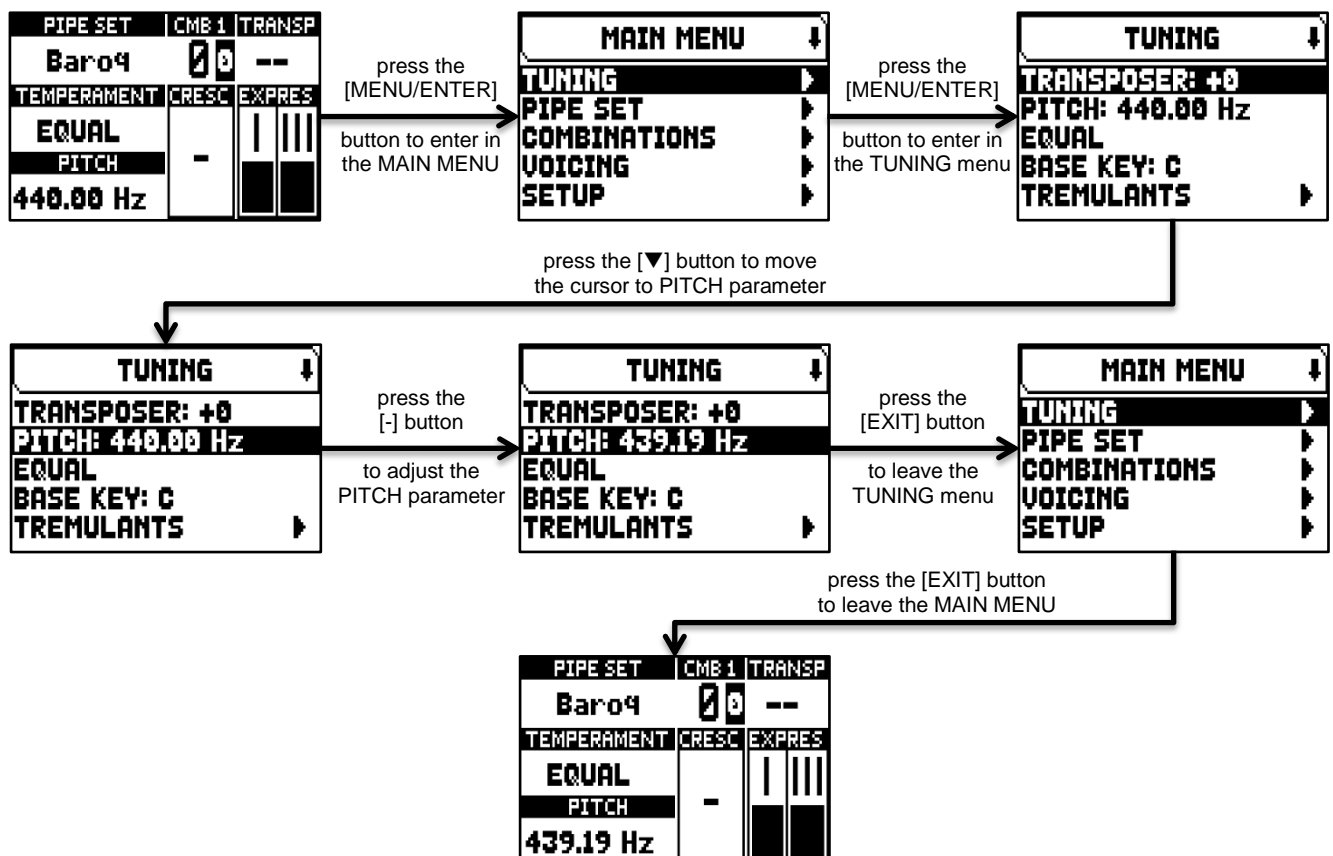 PIPE SET CMB 1 TRANSP
Baroq 00 --
TEMPERAMENT CRESC EXPRES
EQUAL - I III
PITCH
440.00 Hz
press the
[MENU/ENTER]
button to enter in
the MAIN MENU
MAIN MENU
TUNING
PIPE SET
COMBINATIONS
VOICING
SETUP
press the
[MENU/ENTER]
button to enter in
the TUNING menu
TUNING
TRANSPOSER: +0
PITCH: 440.00 Hz
EQUAL
BASE KEY: C
TREMULANTS
press the [▼] button to move
the cursor to PITCH parameter
TUNING
TRANSPOSER: +0
PITCH: 440.00 Hz
EQUAL
BASE KEY: C
TREMULANTS
press the
[-] button
to adjust the
PITCH parameter
TUNING
TRANSPOSER: +0
PITCH: 439.19 Hz
EQUAL
BASE KEY: C
TREMULANTS
press the
[EXIT] button
to leave the
TUNING menu
MAIN MENU
TUNING
PIPE SET
COMBINATIONS
VOICING
SETUP
press the [EXIT] button
to leave the MAIN MENU
PIPE SET CMB 1 TRANSP
Baroq 00 --
TEMPERAMENT CRESC EXPRES
EQUAL - I III
PITCH
439.19 Hz